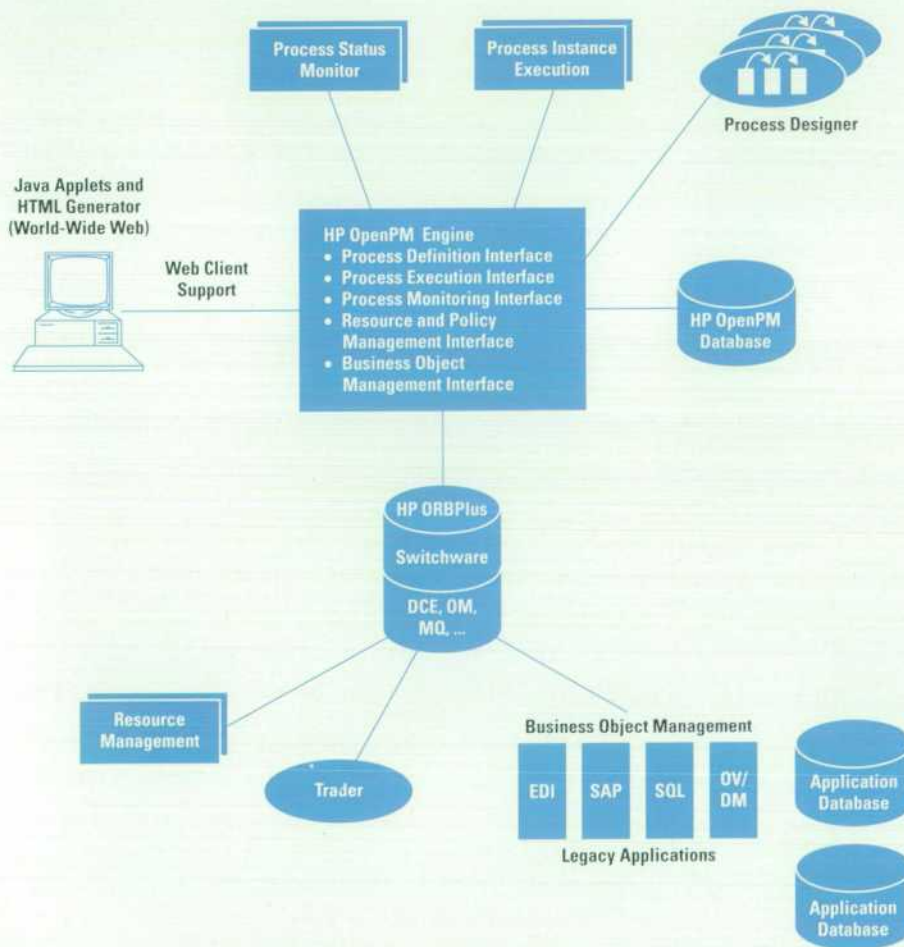 Process Status
Monitor
Process Instance
Execution
Process Designer
Java Applets and
HTML Generator
(World-Wide Web)
Web Client
Support
HP OpenPM Engine
• Process Definition Interface
• Process Execution Interface
• Process Monitoring Interface
• Resource and Policy
Management Interface
• Business Object
Management Interface
HP OpenPM
Database
HP ORBPlus
Switchware
DCE, OM,
MQ, ...
Resource
Management
Trader
Business Object Management
EDI
SAP
SQL
OV/
DM
Legacy Applications
Application
Database
Application
Database